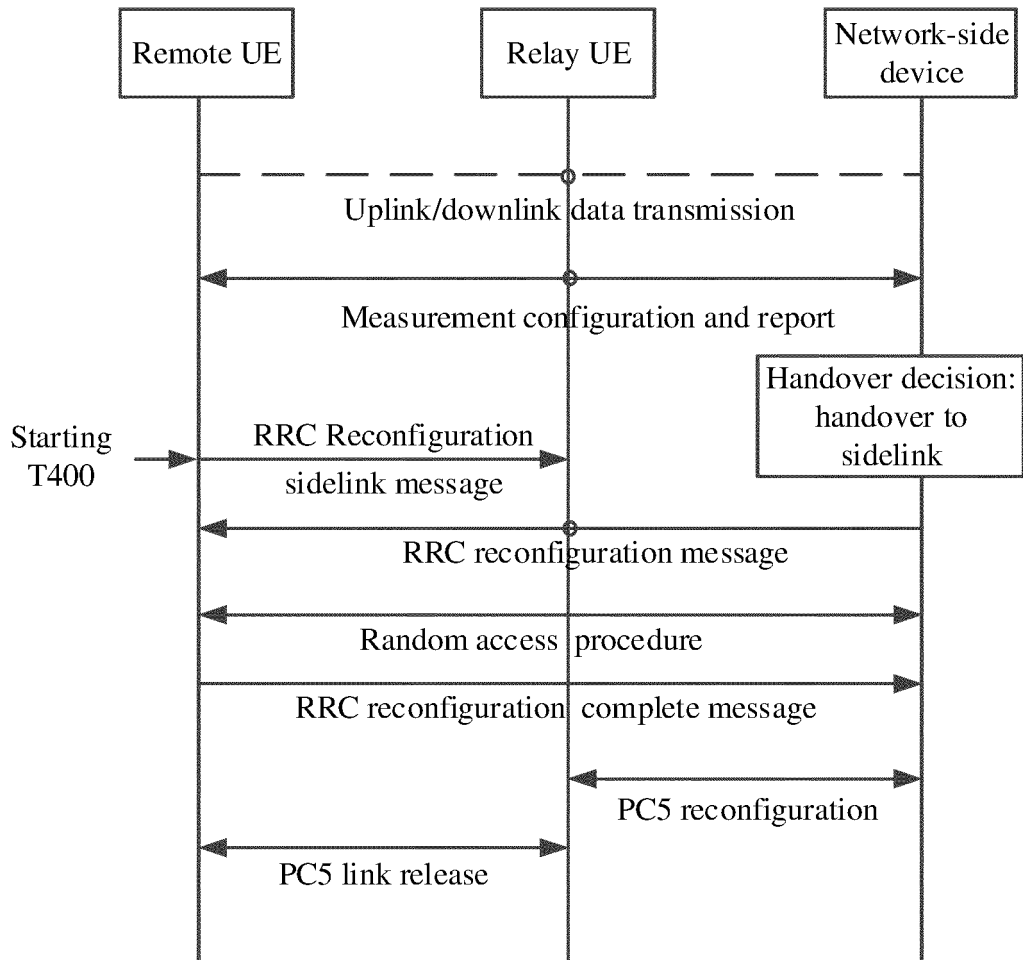 Remote UE
Relay UE
Network-side
device
Uplink/downlink data transmission
Measurement configuration and report
Handover decision:
handover to
sidelink
Starting
T400
RRC Reconfiguration
sidelink message
RRC reconfiguration message
Random access procedure
RRC reconfiguration complete message
PC5 reconfiguration
PC5 link release